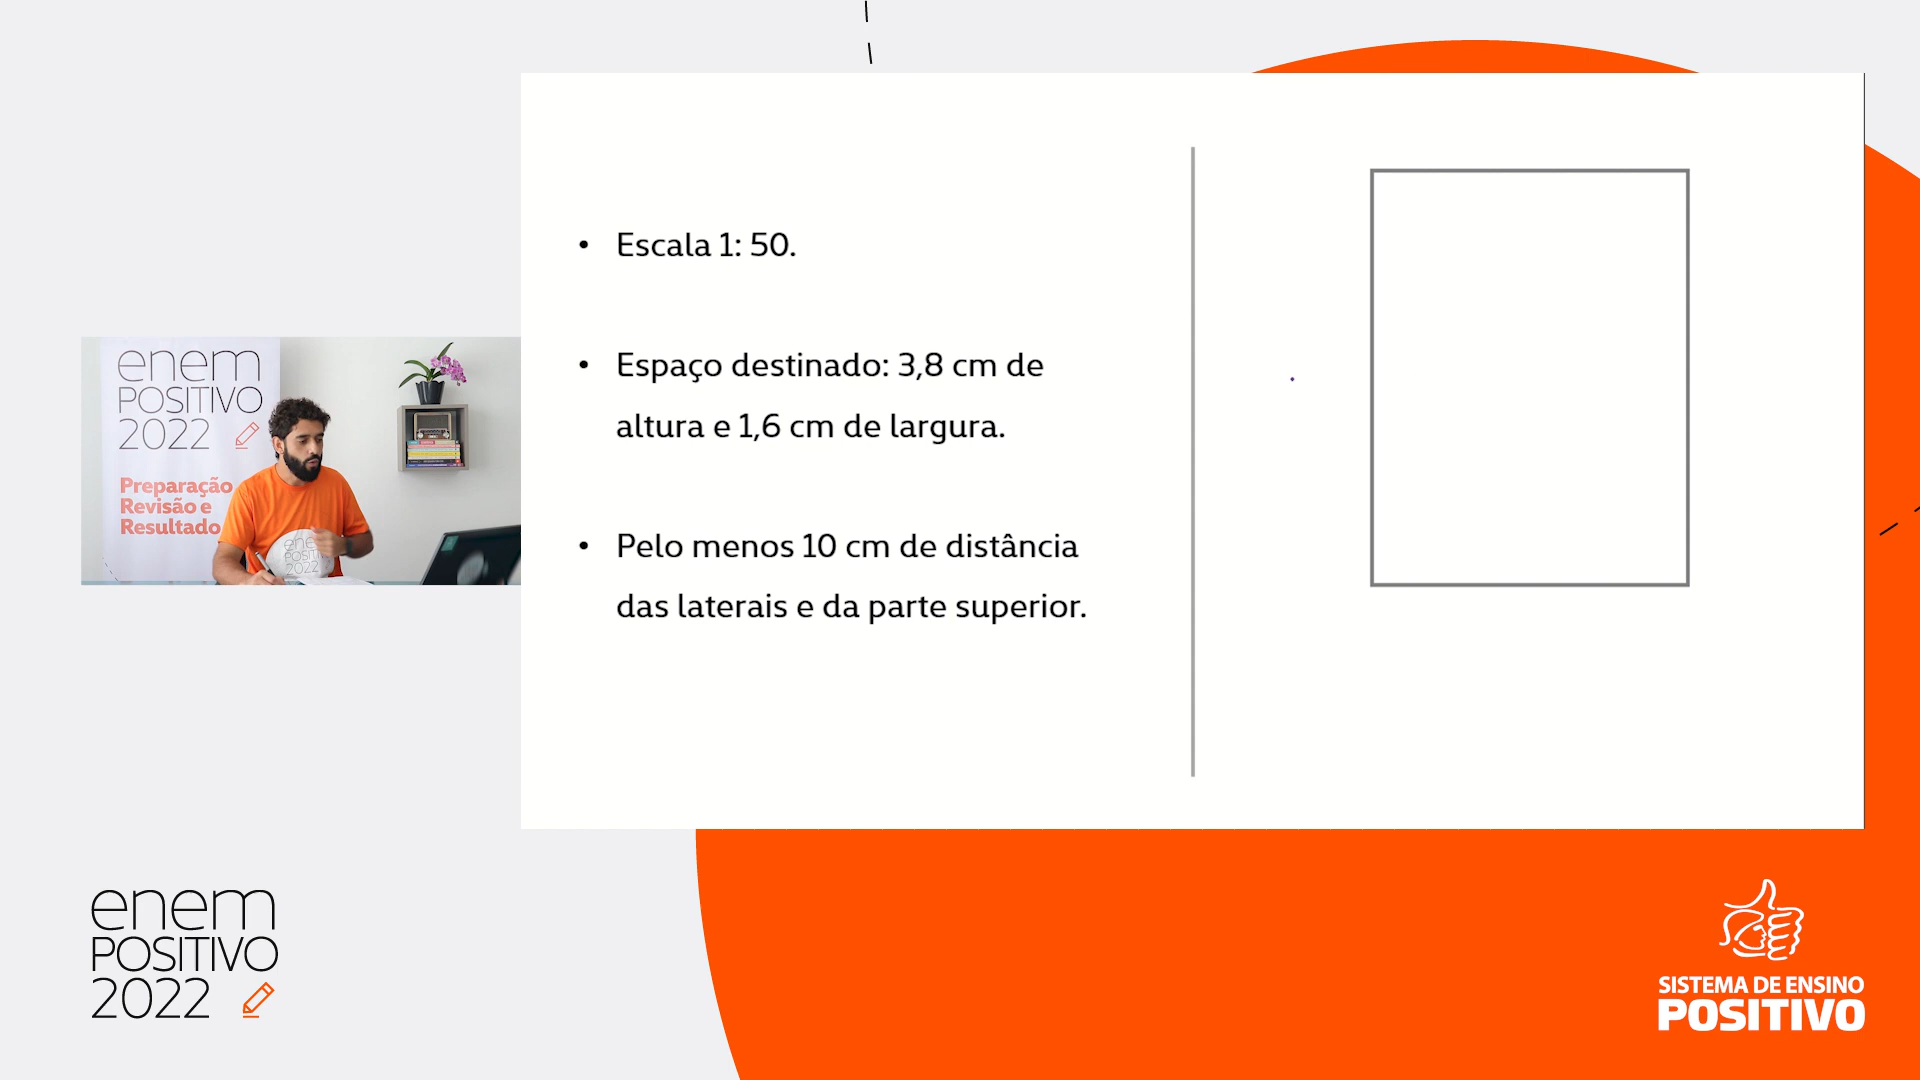 enem
POSITIVO
2022
Preparação
Revisão e
Resultado
• Escala 1: 50.
• Espaço destinado: 3,8 cm de
altura e 1,6 cm de largura.
• Pelo menos 10 cm de distância
das laterais e da parte superior.
enem
POSITIVO
2022
SISTEMA DE ENSINO
POSITIVO